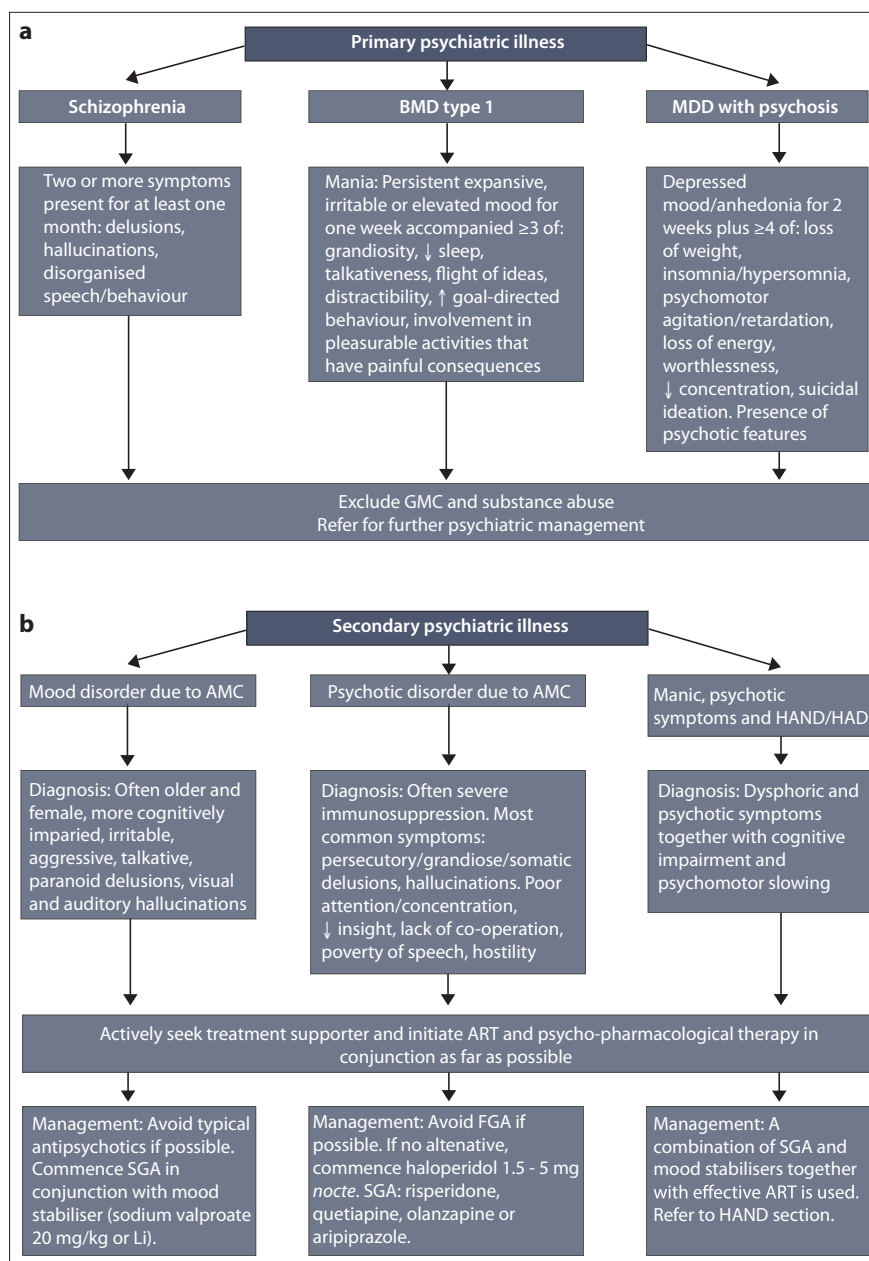 a
Primary psychiatric illness
Schizophrenia
BMD type 1
MDD with psychosis
Two or more symptoms
present for at least one
month: delusions,
hallucinations,
disorganised
speech/behaviour
Mania: Persistent expansive,
irritable or elevated mood for
one week accompanied ≥3 of:
grandiosity, ↓ sleep,
talkativeness, flight of ideas,
distractibility, ↑ goal-directed
behaviour, involvement in
pleasurable activities that
have painful consequences
Depressed
mood/anhedonia for 2
weeks plus ≥4 of: loss
of weight,
insomnia/hypersomnia,
psychomotor
agitation/retardation,
loss of energy,
worthlessness,
↓ concentration, suicidal
ideation. Presence of
psychotic features
Exclude GMC and substance abuse
Refer for further psychiatric management
b
Secondary psychiatric illness
Mood disorder due to AMC
Psychotic disorder due to AMC
Manic, psychotic
symptoms and HAND/HAD
Diagnosis: Often older and
female, more cognitively
imparied, irritable,
aggressive, talkative,
paranoid delusions, visual
and auditory hallucinations
Diagnosis: Often severe
immunosuppression. Most
common symptoms:
persecutory/grandiose/somatic
delusions, hallucinations. Poor
attention/concentration,
↓ insight, lack of co-operation,
poverty of speech, hostility
Diagnosis: Dysphoric and
psychotic symptoms
together with cognitive
impairment and
psychomotor slowing
Actively seek treatment supporter and initiate ART and psycho-pharmacological therapy in
conjunction as far as possible
Management: Avoid typical
antipsychotics if possible.
Commence SGA in
conjunction with mood
stabiliser (sodium valproate
20 mg/kg or Li).
Management: Avoid FGA if
possible. If no altenative,
commence haloperidol 1.5 - 5 mg
nocte. SGA: risperidone,
quetiapine, olanzapine or
aripiprazole.
Management: A
combination of SGA and
mood stabilisers together
with effective ART is used.
Refer to HAND section.